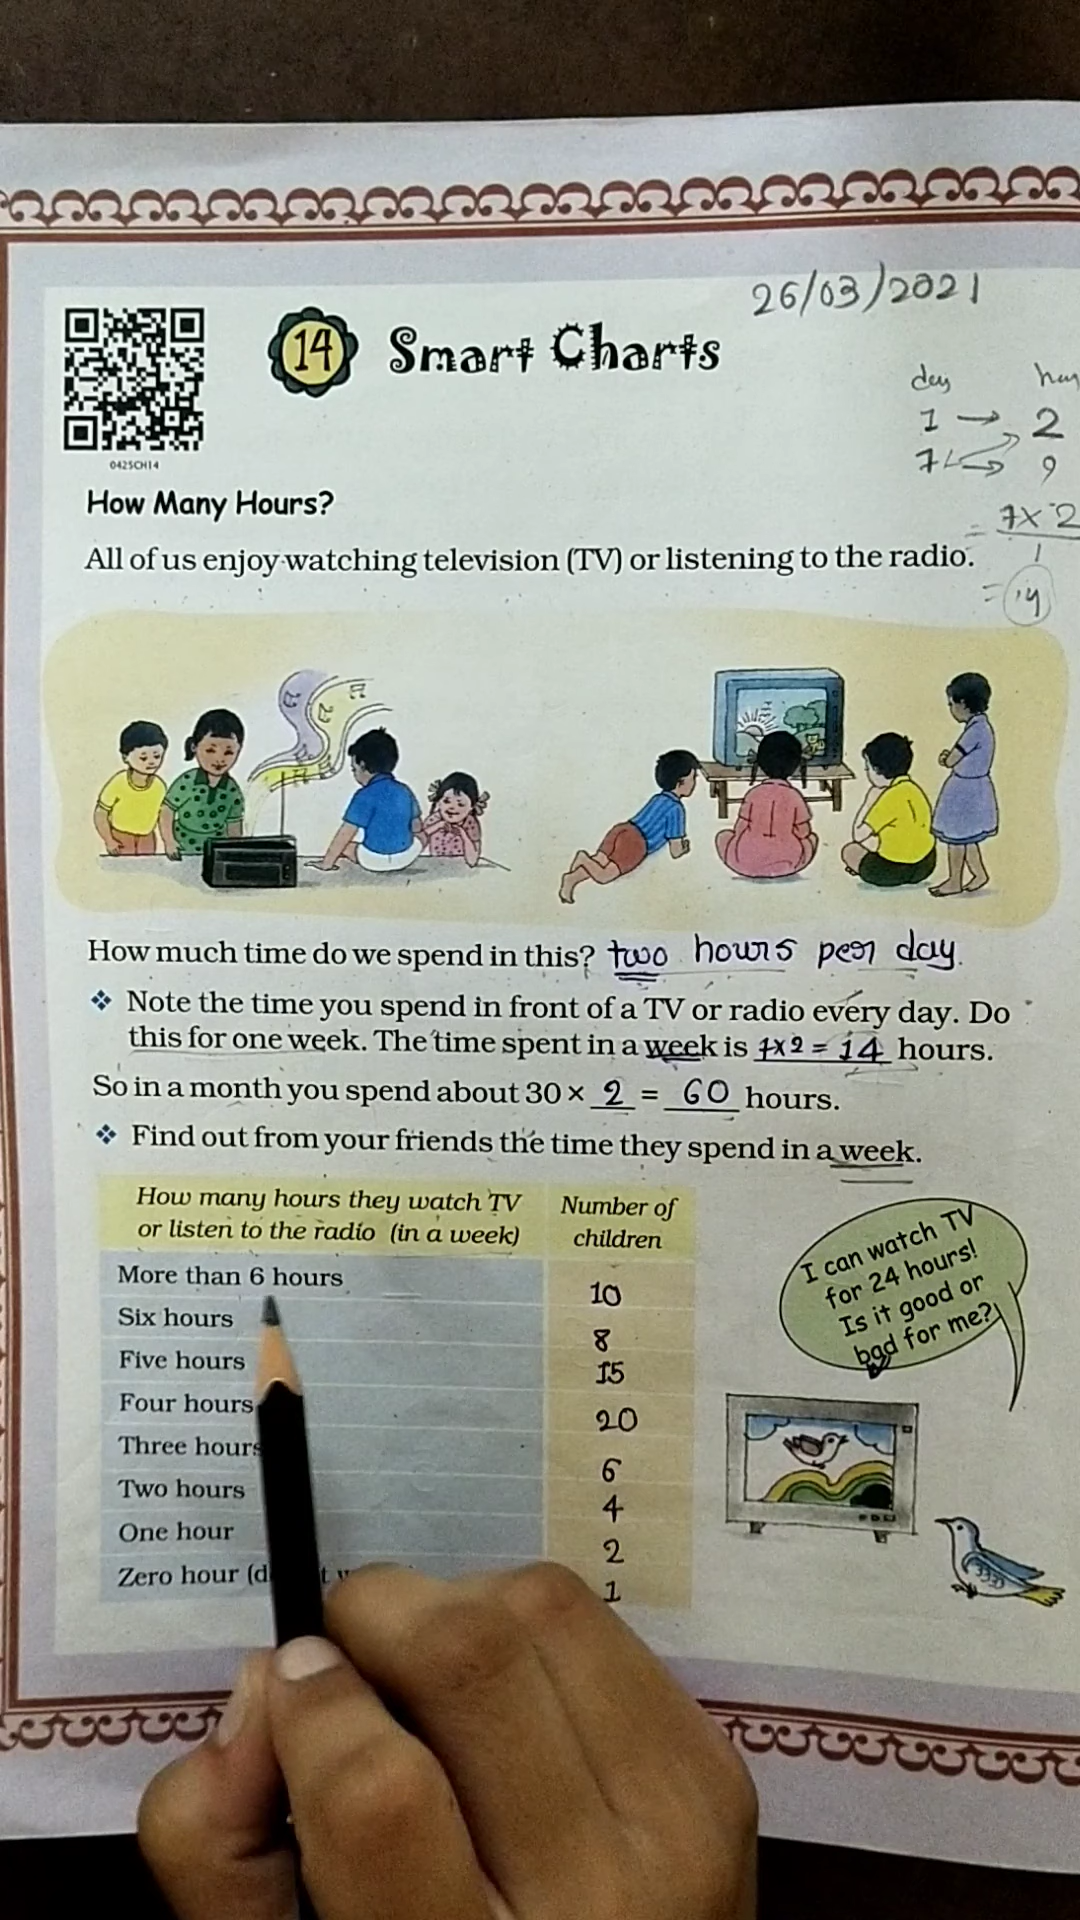 26/03/2021
14 Smart Charts
0425CH14
day
1 → 2
7 → 9
How Many Hours?
= 7x2
1
All of us enjoy watching television (TV) or listening to the radio.
= 14
How much time do we spend in this? two hours per day.
❖ Note the time you spend in front of a TV or radio every day. Do
this for one week. The time spent in a week is 7x2 = 14 hours.
So in a month you spend about 30 × 2 = 60 hours.
❖ Find out from your friends the time they spend in a week.
How many hours they watch TV
or listen to the radio (in a week)
Number of
children
More than 6 hours 10
Six hours 8
Five hours 15
Four hours 20
Three hours 6
Two hours 4
One hour 2
Zero hour 1
I can watch TV
for 24 hours!
Is it good or
bad for me?